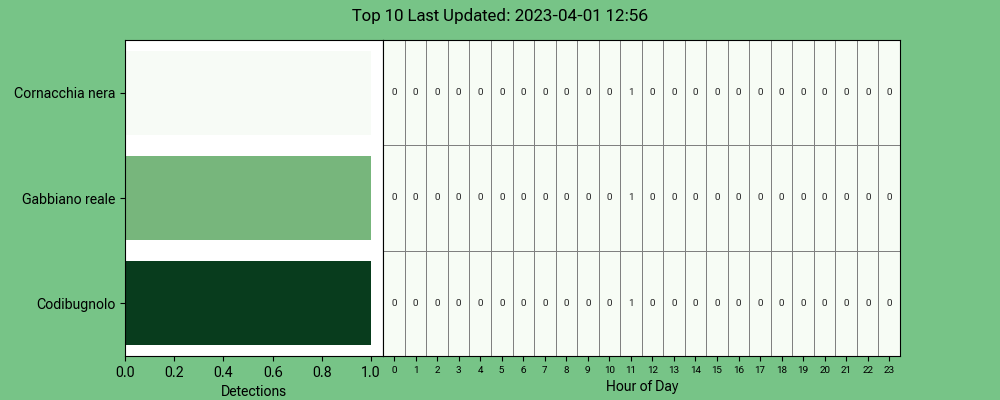 Top 10 Last Updated: 2023-04-01 12:56
Cornacchia nera 0 0 0 0 0 0 0 0 0 0 0 1 0 0 0 0 0 0 0 0 0 0 0 0
Gabbiano reale 0 0 0 0 0 0 0 0 0 0 0 1 0 0 0 0 0 0 0 0 0 0 0 0
Codibugnolo 0 0 0 0 0 0 0 0 0 0 0 1 0 0 0 0 0 0 0 0 0 0 0 0
0.0 0.2 0.4 0.6 0.8 1.0 0 1 2 3 4 5 6 7 8 9 10 11 12 13 14 15 16 17 18 19 20 21 22 23
Detections Hour of Day